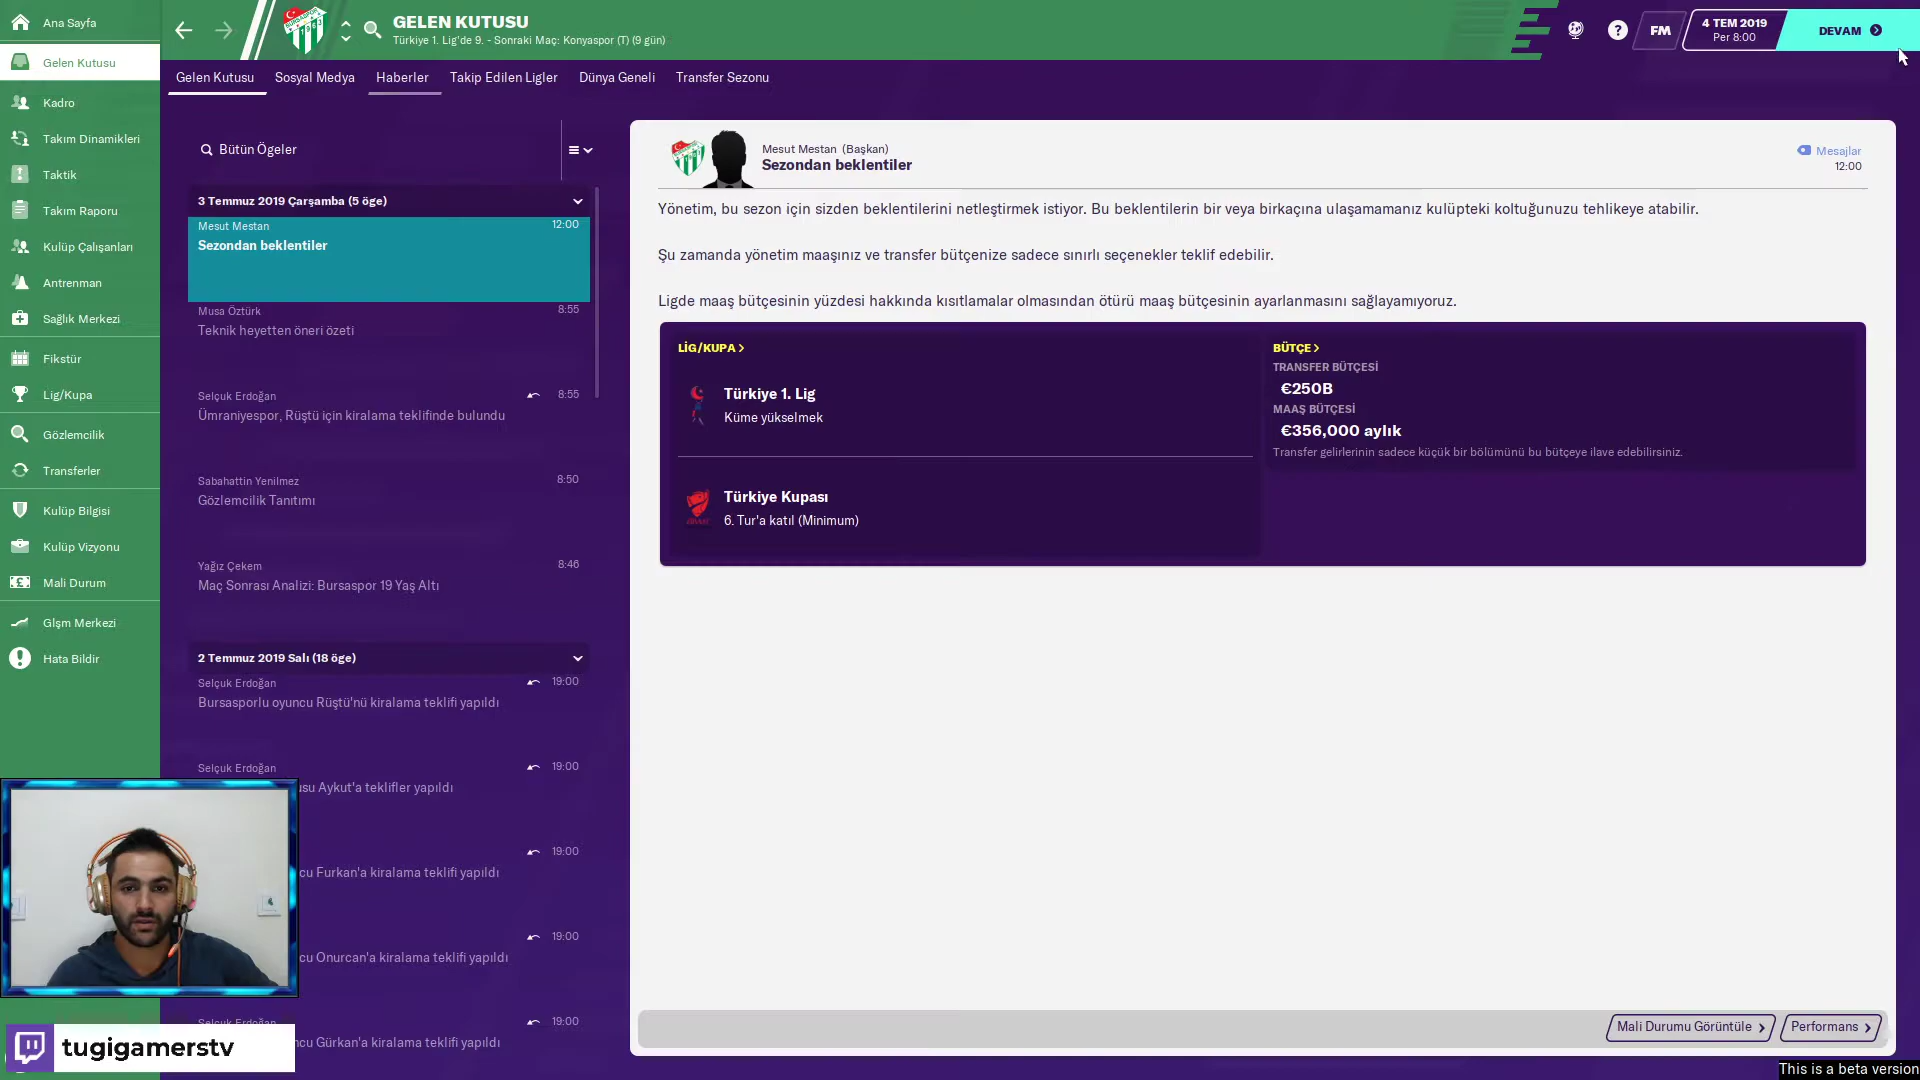 Ana Sayfa
Gelen Kutusu
Kadro
Takım Dinamikleri
Taktik
Takım Raporu
Kulüp Çalışanları
Antrenman
Sağlık Merkezi
Fikstür
Lig/Kupa
Gözlemcilik
Transferler
Kulüp Bilgisi
Kulüp Vizyonu
Mali Durum
Glşm Merkezi
Hata Bildir
GELEN KUTUSU
Türkiye 1. Lig'de 9. - Sonraki Maç: Konyaspor (T) (9 gün)
?
FM
4 TEM 2019
Per 8:00
DEVAM
Gelen Kutusu
Sosyal Medya
Haberler
Takip Edilen Ligler
Dünya Geneli
Transfer Sezonu
Bütün Ögeler
3 Temmuz 2019 Çarşamba (5 öge)
Mesut Mestan 12:00
Sezondan beklentiler
Musa Öztürk 8:55
Teknik heyetten öneri özeti
Selçuk Erdoğan 8:55
Ümraniyespor, Rüştü için kiralama teklifinde bulundu
Sabahattin Yenilmez 8:50
Gözlemcilik Tanıtımı
Yağız Çekem 8:46
Maç Sonrası Analizi: Bursaspor 19 Yaş Altı
2 Temmuz 2019 Salı (18 öge)
Selçuk Erdoğan 19:00
Bursasporlu oyuncu Rüştü'nü kiralama teklifi yapıldı
Selçuk Erdoğan 19:00
usu Aykut'a teklifler yapıldı
19:00
cu Furkan'a kiralama teklifi yapıldı
19:00
cu Onurcan'a kiralama teklifi yapıldı
Selçuk Erdoğan 19:00
ncu Gürkan'a kiralama teklifi yapıldı
Mesut Mestan (Başkan)
Sezondan beklentiler
Mesajlar
12:00
Yönetim, bu sezon için sizden beklentilerini netleştirmek istiyor. Bu beklentilerin bir veya birkaçına ulaşamamanız kulüpteki koltuğunuzu tehlikeye atabilir.
Şu zamanda yönetim maaşınız ve transfer bütçenize sadece sınırlı seçenekler teklif edebilir.
Ligde maaş bütçesinin yüzdesi hakkında kısıtlamalar olmasından ötürü maaş bütçesinin ayarlanmasını sağlayamıyoruz.
LİG/KUPA >
Türkiye 1. Lig
Küme yükselmek
Türkiye Kupası
6. Tur'a katıl (Minimum)
BÜTÇE >
TRANSFER BÜTÇESİ
€250B
MAAŞ BÜTÇESİ
€356,000 aylık
Transfer gelirlerinin sadece küçük bir bölümünü bu bütçeye ilave edebilirsiniz.
Mali Durumu Görüntüle >
Performans >
tugigamerstv
This is a beta version